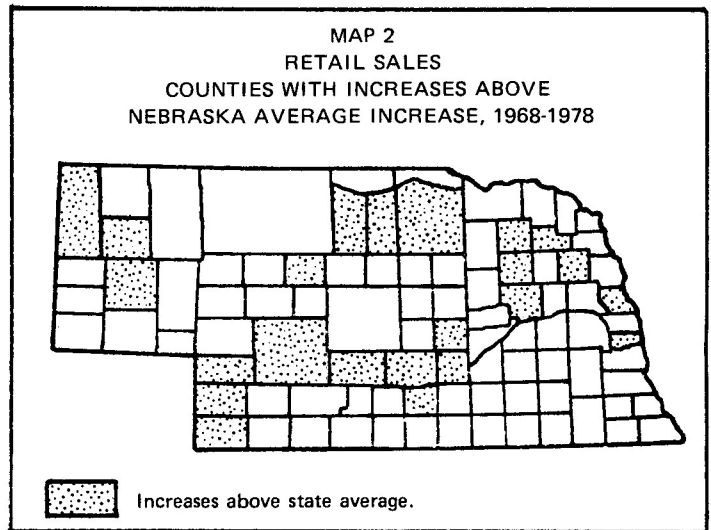 MAP 2
RETAIL SALES
COUNTIES WITH INCREASES ABOVE
NEBRASKA AVERAGE INCREASE, 1968-1978
Increases above state average.